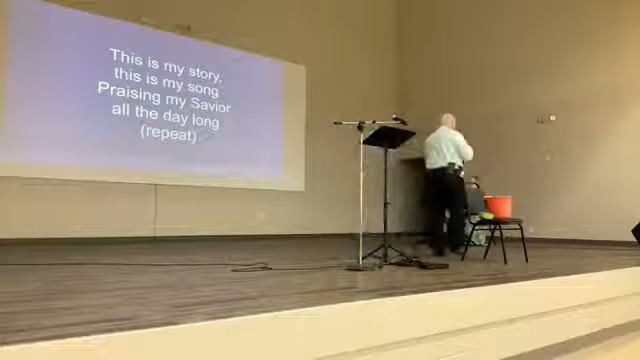 This is my story,
this is my song
Praising my Savior
all the day long
(repeat)